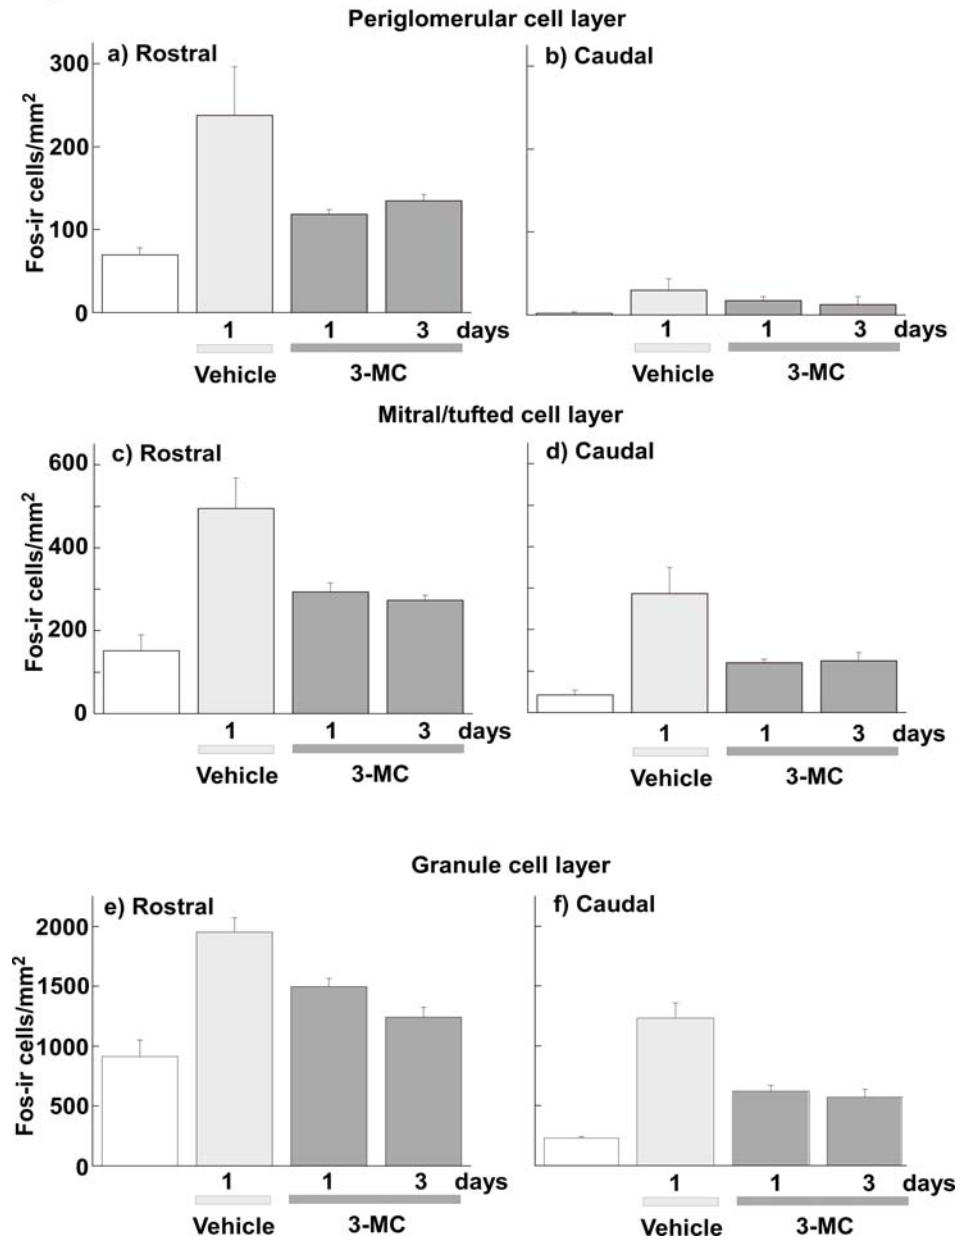 Periglomerular cell layer
a) Rostral
b) Caudal
Fos-ir cells/mm²
300
200
100
0
1 1 3 days
1 1 3 days
Vehicle 3-MC
Vehicle 3-MC
Mitral/tufted cell layer
c) Rostral
d) Caudal
Fos-ir cells/mm²
600
400
200
0
1 1 3 days
1 1 3 days
Vehicle 3-MC
Vehicle 3-MC
Granule cell layer
e) Rostral
f) Caudal
Fos-ir cells/mm²
2000
1500
1000
500
0
1 1 3 days
1 1 3 days
Vehicle 3-MC
Vehicle 3-MC